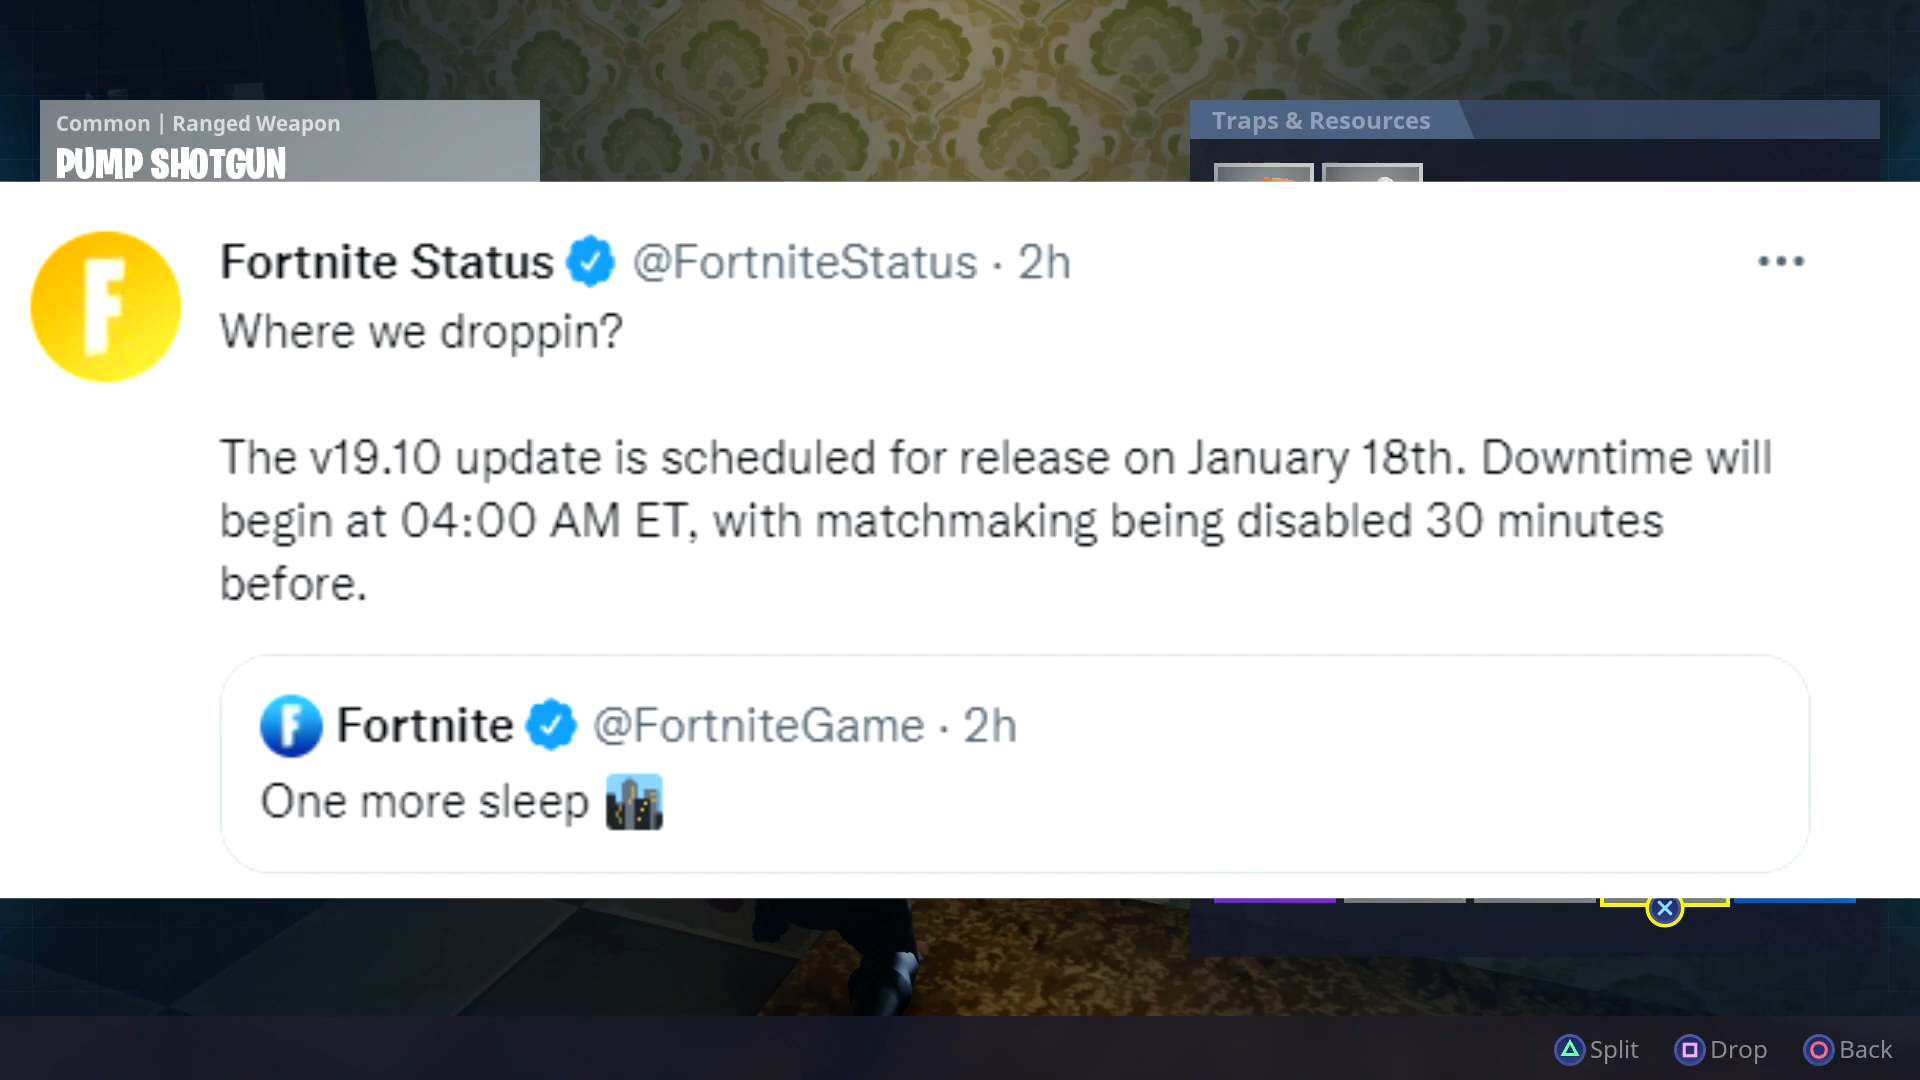 Common | Ranged Weapon
PUMP SHOTGUN
Traps & Resources
Fortnite Status @FortniteStatus · 2h
Where we droppin?
The v19.10 update is scheduled for release on January 18th. Downtime will
begin at 04:00 AM ET, with matchmaking being disabled 30 minutes
before.
Fortnite @FortniteGame · 2h
One more sleep 🏙️
Split Drop Back